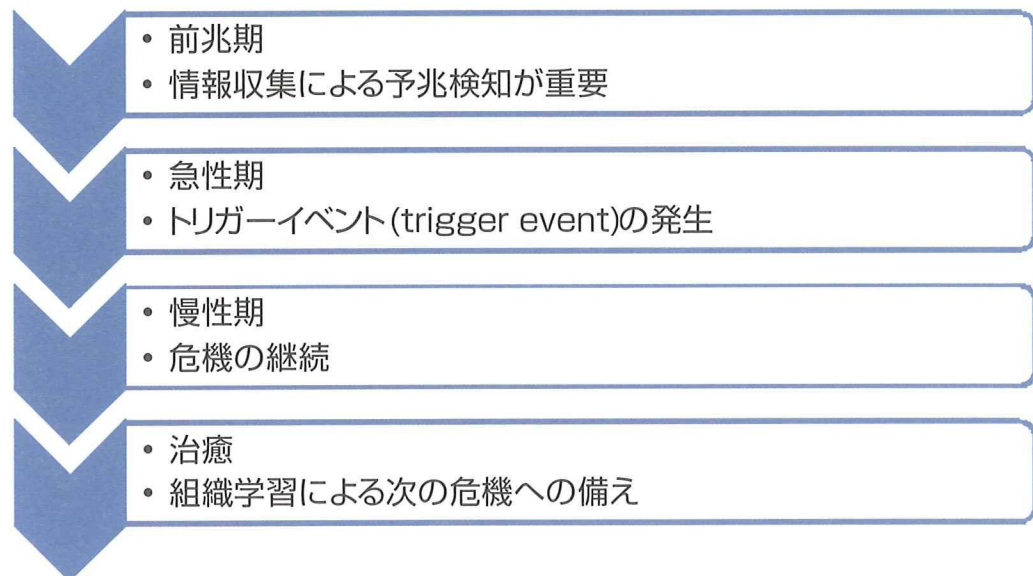 • 前兆期
• 情報収集による予兆検知が重要
• 急性期
• トリガーイベント(trigger event)の発生
• 慢性期
• 危機の継続
• 治癒
• 組織学習による次の危機への備え